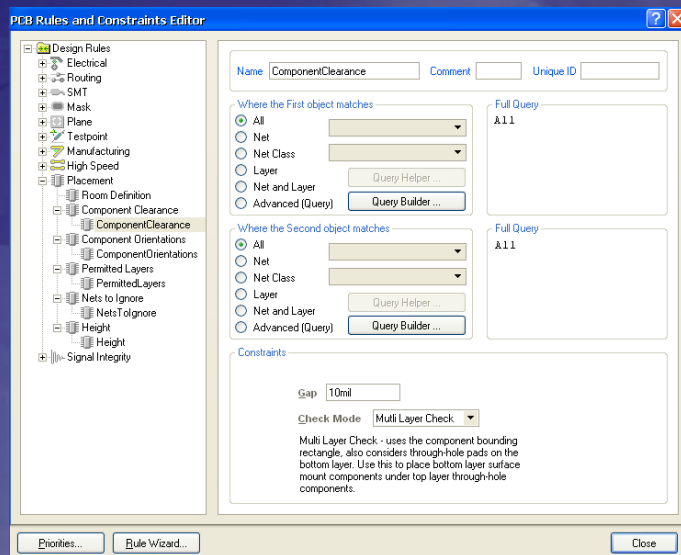 PCB Rules and Constraints Editor
Design Rules
Electrical
Routing
SMT
Mask
Plane
Testpoint
Manufacturing
High Speed
Placement
Room Definition
Component Clearance
ComponentClearance
Component Orientations
ComponentOrientations
Permitted Layers
PermittedLayers
Nets to Ignore
NetsToIgnore
Height
Height
Signal Integrity
Name ComponentClearance Comment Unique ID
Where the First object matches
All
Net
Net Class
Layer
Net and Layer
Advanced (Query)
Query Helper ...
Query Builder ...
Full Query
All
Where the Second object matches
All
Net
Net Class
Layer
Net and Layer
Advanced (Query)
Query Helper ...
Query Builder ...
Full Query
All
Constraints
Gap 10mil
Check Mode Mutli Layer Check
Multi Layer Check - uses the component bounding
rectangle, also considers through-hole pads on the
bottom layer. Use this to place bottom layer surface
mount components under top layer through-hole
components.
Priorities... Rule Wizard... Close